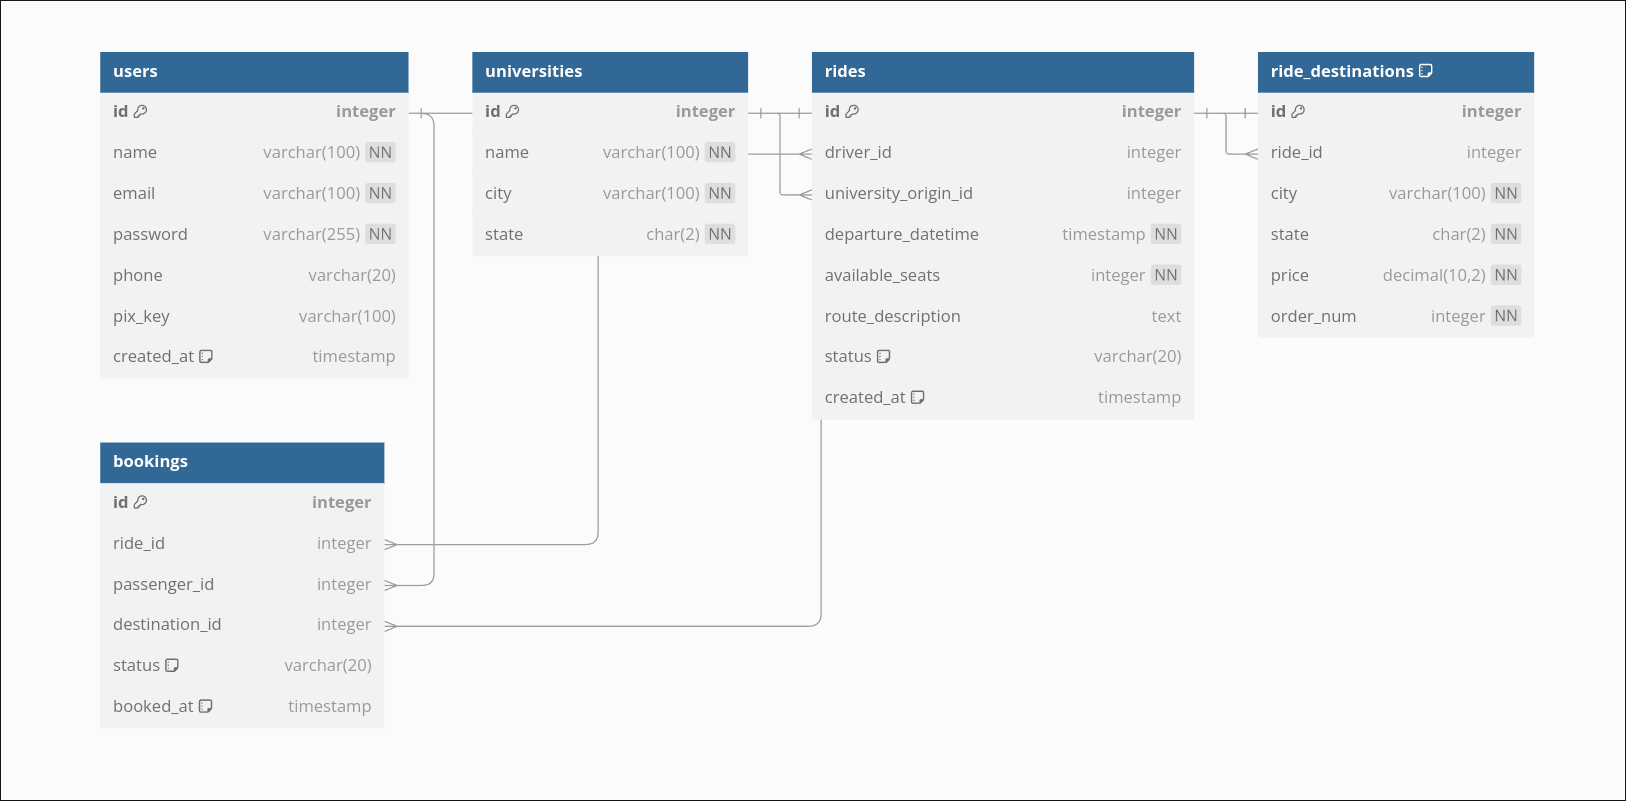 users
id integer
name varchar(100) NN
email varchar(100) NN
password varchar(255) NN
phone varchar(20)
pix_key varchar(100)
created_at timestamp
universities
id integer
name varchar(100) NN
city varchar(100) NN
state char(2) NN
rides
id integer
driver_id integer
university_origin_id integer
departure_datetime timestamp NN
available_seats integer NN
route_description text
status varchar(20)
created_at timestamp
ride_destinations
id integer
ride_id integer
city varchar(100) NN
state char(2) NN
price decimal(10,2) NN
order_num integer NN
bookings
id integer
ride_id integer
passenger_id integer
destination_id integer
status varchar(20)
booked_at timestamp